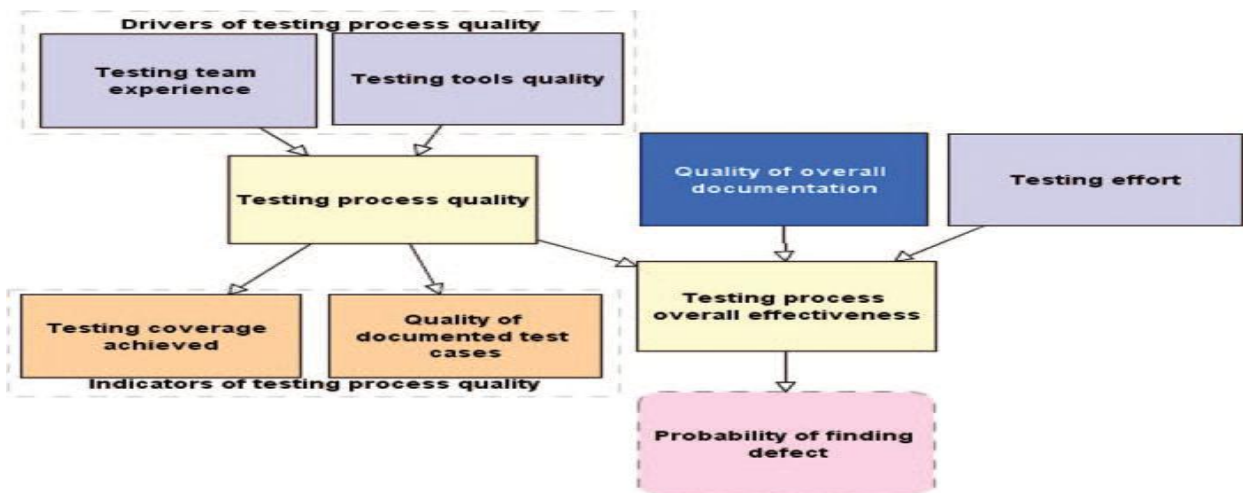 Drivers of testing process quality
Testing team
experience
Testing tools quality
Testing process quality
Quality of overall
documentation
Testing effort
Testing coverage
achieved
Quality of
documented test
cases
Indicators of testing process quality
Testing process
overall effectiveness
Probability of finding
defect